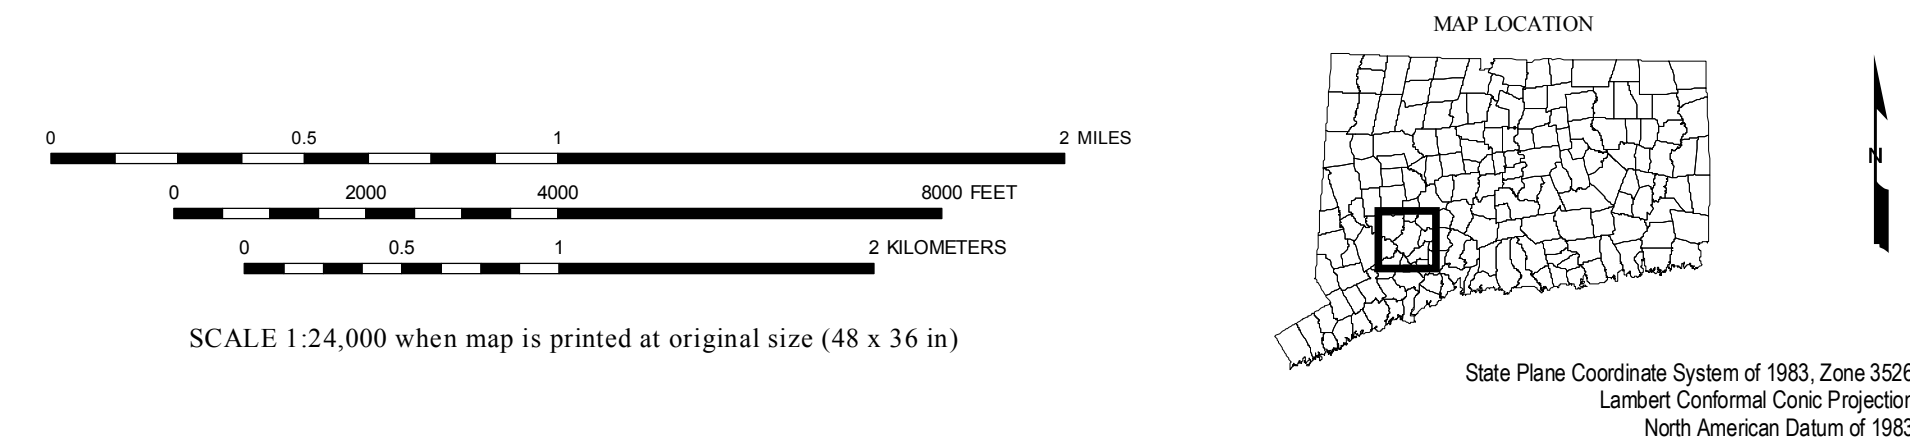 MAP LOCATION
0 0.5 1 2 MILES
0 2000 4000 8000 FEET
0 0.5 1 2 KILOMETERS
SCALE 1:24,000 when map is printed at original size (48 x 36 in)
N
State Plane Coordinate System of 1983, Zone 3526
Lambert Conformal Conic Projection
North American Datum of 1983